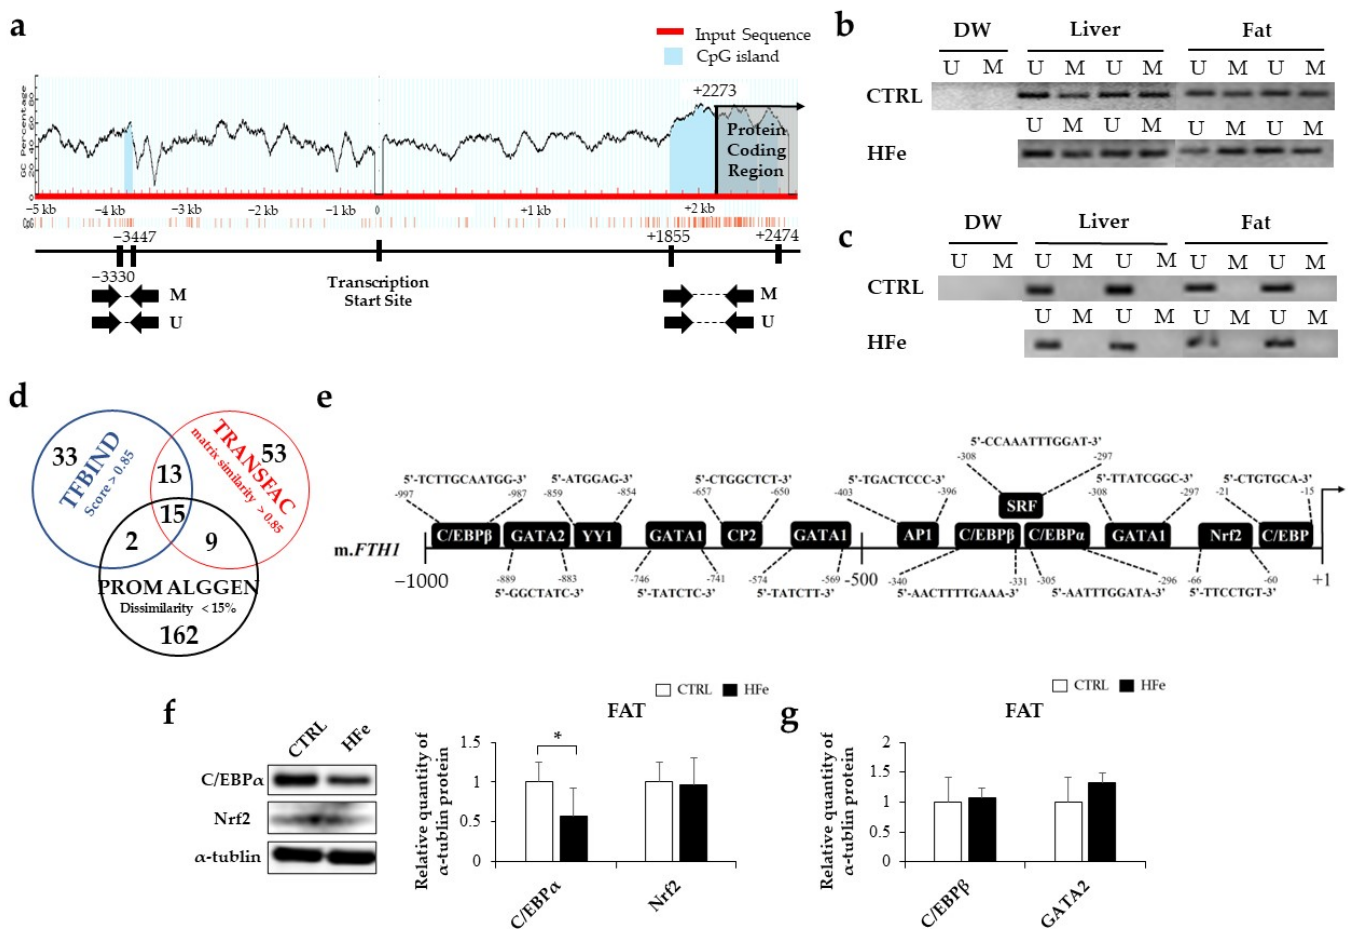 a
Input Sequence
CpG island
+2273
GC Percentage
0 20 40 60 80
Protein
Coding
Region
−5 kb −4 kb −3 kb −2 kb −1 kb 0 +1 kb +2 kb
CpG
−3447 +1855 +2474
−3330
Transcription
Start Site
M M
U U
b
DW Liver Fat
U M U M U M U M U M
CTRL
U M U M U M U M
HFe
c
DW Liver Fat
U M U M U M U M U M
CTRL
U M U M U M U M
HFe
d
33 53
TFBIND
Score > 0.85
TRANSFAC
matrix similarity > 0.85
13
15
2 9
PROM ALGGEN
Dissimilarity < 15%
162
e
5'-CCAAATTTGGAT-3'
-308 -297
5'-TCTTGCAATGG-3' 5'-ATGGAG-3' 5'-CTGGCTCT-3' 5'-TGACTCCC-3' 5'-TTATCGGC-3' 5'-CTGTGCA-3'
-997 -987 -859 -854 -657 -650 -403 -396 -308 -297 -21 -15
SRF
C/EBPβ GATA2 YY1 GATA1 CP2 GATA1 AP1 C/EBPβ C/EBPα GATA1 Nrf2 C/EBP
m.FTH1
−1000 -500 +1
-889 -883 -746 -741 -574 -569 -340 -331 -305 -296 -66 -60
5'-GGCTATC-3' 5'-TATCTC-3' 5'-TATCTT-3' 5'-AACTTTTGAAA-3' 5'-AATTTGGATA-3' 5'-TTCCTGT-3'
f
CTRL HFe
C/EBPα
Nrf2
α-tublin
CTRL HFe
FAT
Relative quantity of
α-tublin protein
1.5
1
0.5
0
*
C/EBPα Nrf2
g
CTRL HFe
FAT
Relative quantity of
α-tublin protein
2
1.5
1
0.5
0
C/EBPβ GATA2